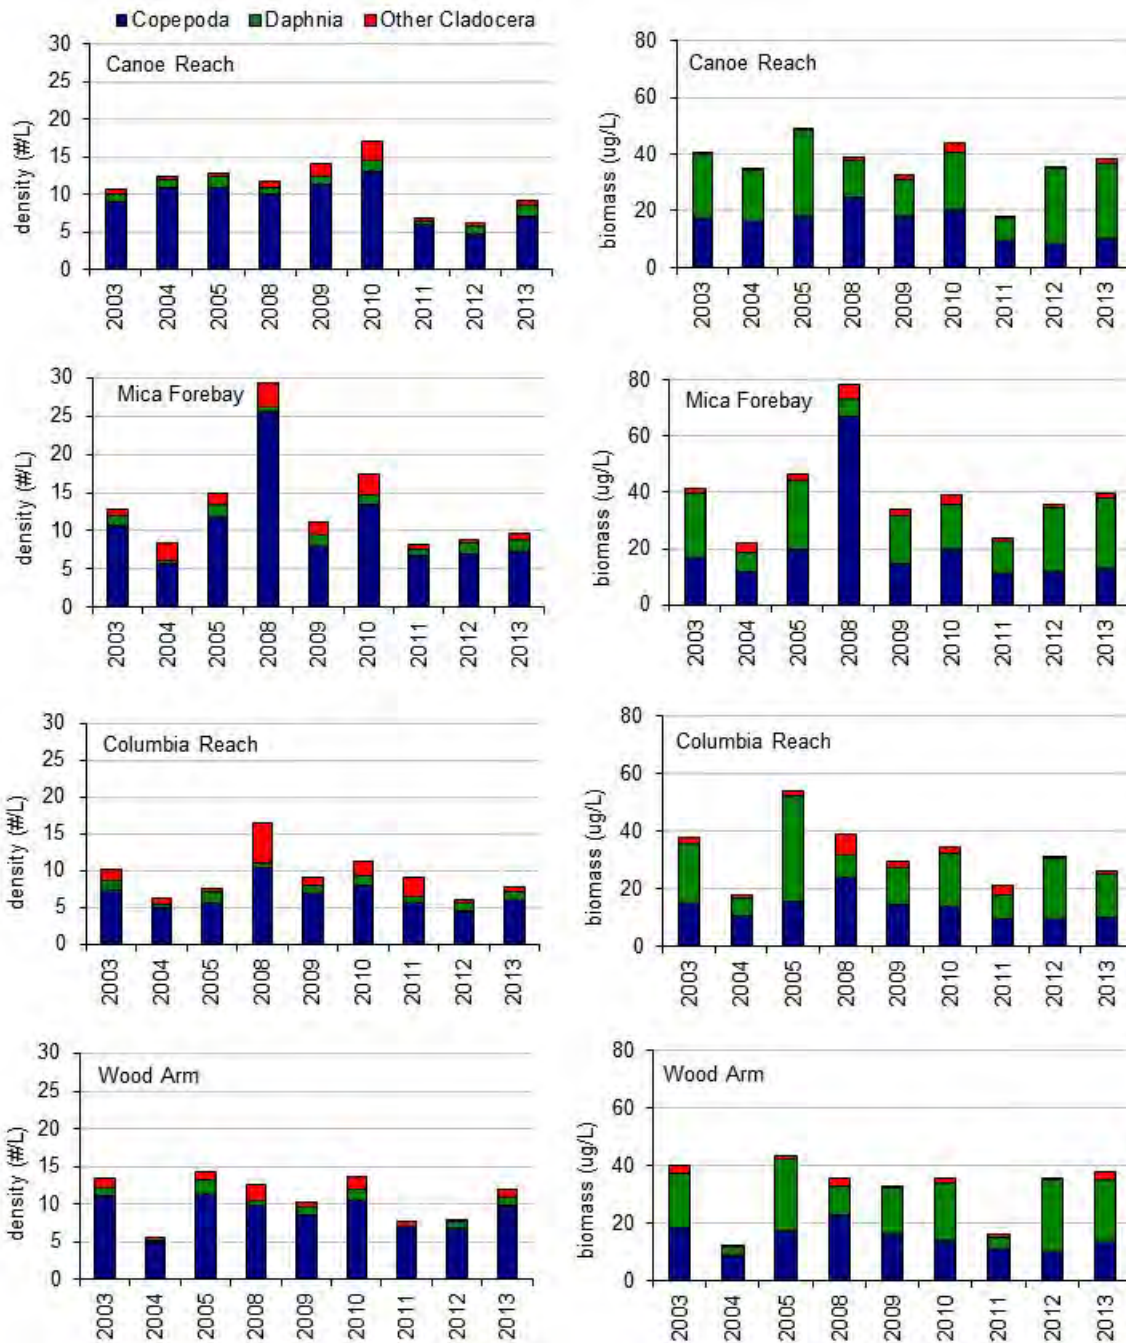 Copepoda Daphnia Other Cladocera
30
25
20
15
10
5
0
density (#/L)
Canoe Reach
2003 2004 2005 2008 2009 2010 2011 2012 2013
80
60
40
20
0
biomass (ug/L)
Canoe Reach
2003 2004 2005 2008 2009 2010 2011 2012 2013
30
25
20
15
10
5
0
density (#/L)
Mica Forebay
2003 2004 2005 2008 2009 2010 2011 2012 2013
80
60
40
20
0
biomass (ug/L)
Mica Forebay
2003 2004 2005 2008 2009 2010 2011 2012 2013
30
25
20
15
10
5
0
density (#/L)
Columbia Reach
2003 2004 2005 2008 2009 2010 2011 2012 2013
80
60
40
20
0
biomass (ug/L)
Columbia Reach
2003 2004 2005 2008 2009 2010 2011 2012 2013
30
25
20
15
10
5
0
density (#/L)
Wood Arm
2003 2004 2005 2008 2009 2010 2011 2012 2013
80
60
40
20
0
biomass (ug/L)
Wood Arm
2003 2004 2005 2008 2009 2010 2011 2012 2013